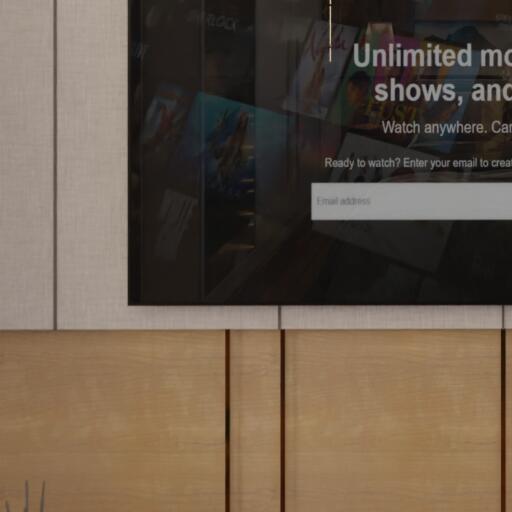 Unlimited mo
shows, and
Watch anywhere. Can
Ready to watch? Enter your email to creat
Email address